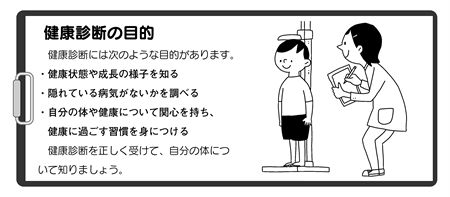 健康診断の目的
健康診断には次のような目的があります。
・健康状態や成長の様子を知る
・隠れている病気がないかを調べる
・自分の体や健康について関心を持ち、
健康に過ごす習慣を身につける
健康診断を正しく受けて、自分の体につ
いて知りましょう。